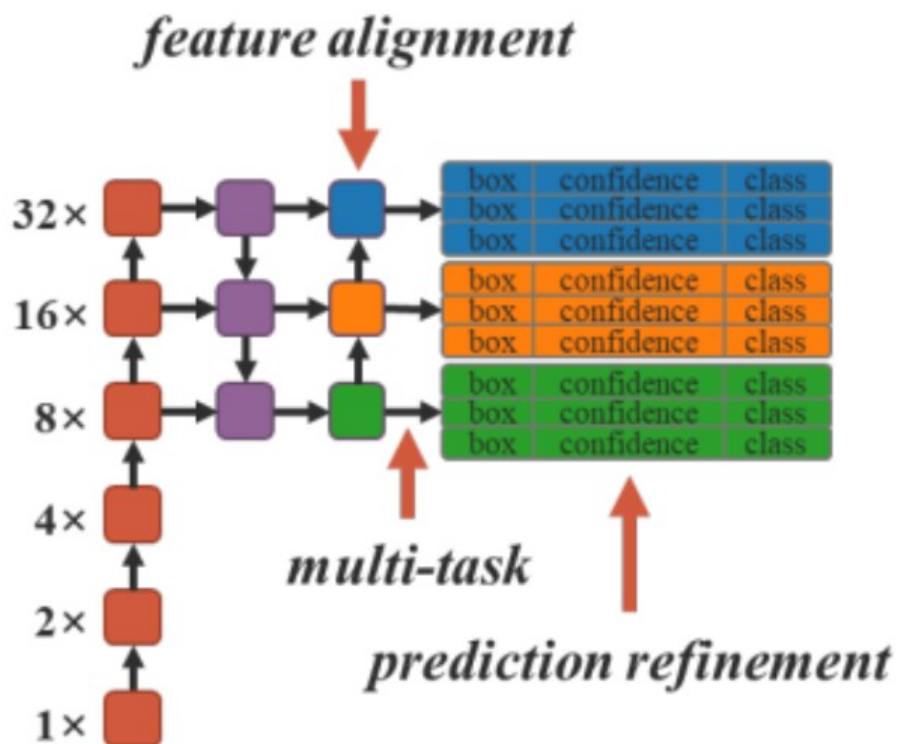 feature alignment
32×
box confidence class
box confidence class
box confidence class
16×
box confidence class
box confidence class
box confidence class
8×
box confidence class
box confidence class
box confidence class
4×
multi-task
2×
prediction refinement
1×